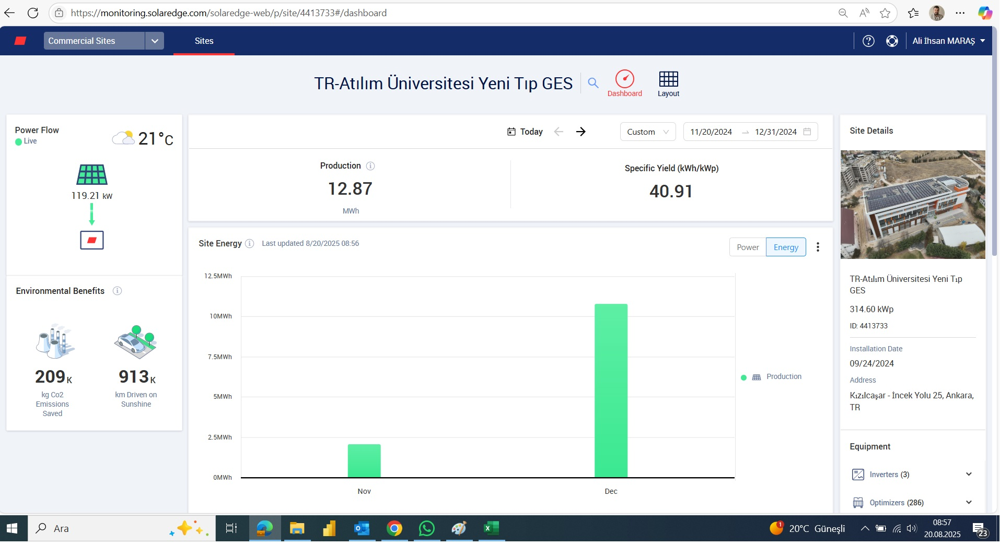 https://monitoring.solaredge.com/solaredge-web/p/site/4413733#/dashboard
Commercial Sites
Sites
Ali İhsan MARAŞ
TR-Atılım Üniversitesi Yeni Tıp GES
Dashboard
Layout
Power Flow
Live
21°C
119.21 kW
Environmental Benefits
209 K
kg Co2
Emissions
Saved
913 K
km Driven on
Sunshine
Today
Custom
11/20/2024
12/31/2024
Production
12.87
MWh
Specific Yield (kWh/kWp)
40.91
Site Energy
Last updated 8/20/2025 08:56
Power
Energy
12.5MWh
10MWh
7.5MWh
5MWh
2.5MWh
0MWh
Nov
Dec
Production
Site Details
TR-Atılım Üniversitesi Yeni Tıp
GES
314.60 kWp
ID: 4413733
Installation Date
09/24/2024
Address
Kızılcaşar - İncek Yolu 25, Ankara,
TR
Equipment
Inverters (3)
Optimizers (286)
Ara
1
20°C Güneşli
08:57
20.08.2025
23